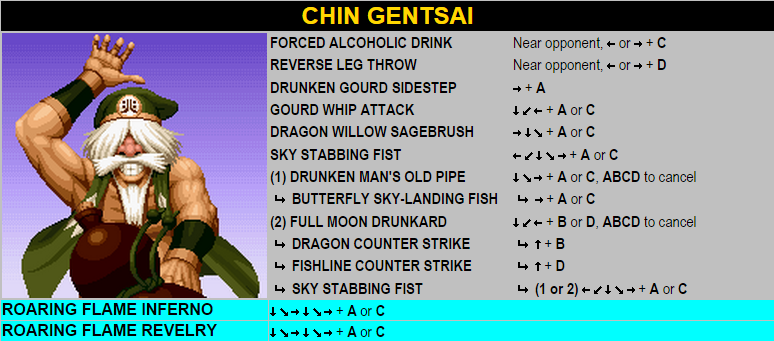 CHIN GENTSAI
FORCED ALCOHOLIC DRINK Near opponent, ← or → + C
REVERSE LEG THROW Near opponent, ← or → + D
DRUNKEN GOURD SIDESTEP → + A
GOURD WHIP ATTACK ↓ ↙ ← + A or C
DRAGON WILLOW SAGEBRUSH → ↓ ↘ + A or C
SKY STABBING FIST ← ↙ ↓ ↘ → + A or C
(1) DRUNKEN MAN'S OLD PIPE ↓ ↘ → + A or C, ABCD to cancel
↳ BUTTERFLY SKY-LANDING FISH ↳ → + A or C
(2) FULL MOON DRUNKARD ↓ ↙ ← + B or D, ABCD to cancel
↳ DRAGON COUNTER STRIKE ↳ ↑ + B
↳ FISHLINE COUNTER STRIKE ↳ ↑ + D
↳ SKY STABBING FIST ↳ (1 or 2) ← ↙ ↓ ↘ → + A or C
ROARING FLAME INFERNO ↓ ↘ → ↓ ↘ → + A or C
ROARING FLAME REVELRY ↓ ↘ → ↓ ↘ → + A or C